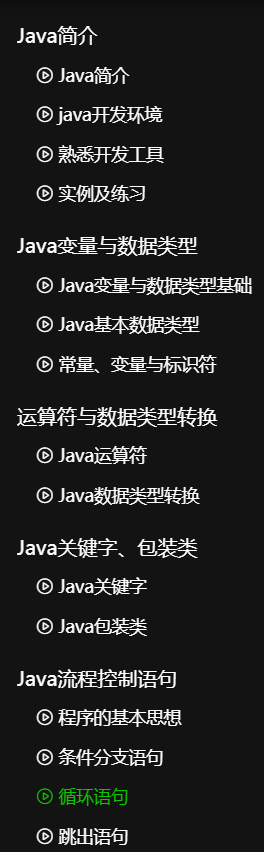 Java简介
Java简介
java开发环境
熟悉开发工具
实例及练习
Java变量与数据类型
Java变量与数据类型基础
Java基本数据类型
常量、变量与标识符
运算符与数据类型转换
Java运算符
Java数据类型转换
Java关键字、包装类
Java关键字
Java包装类
Java流程控制语句
程序的基本思想
条件分支语句
循环语句
跳出语句